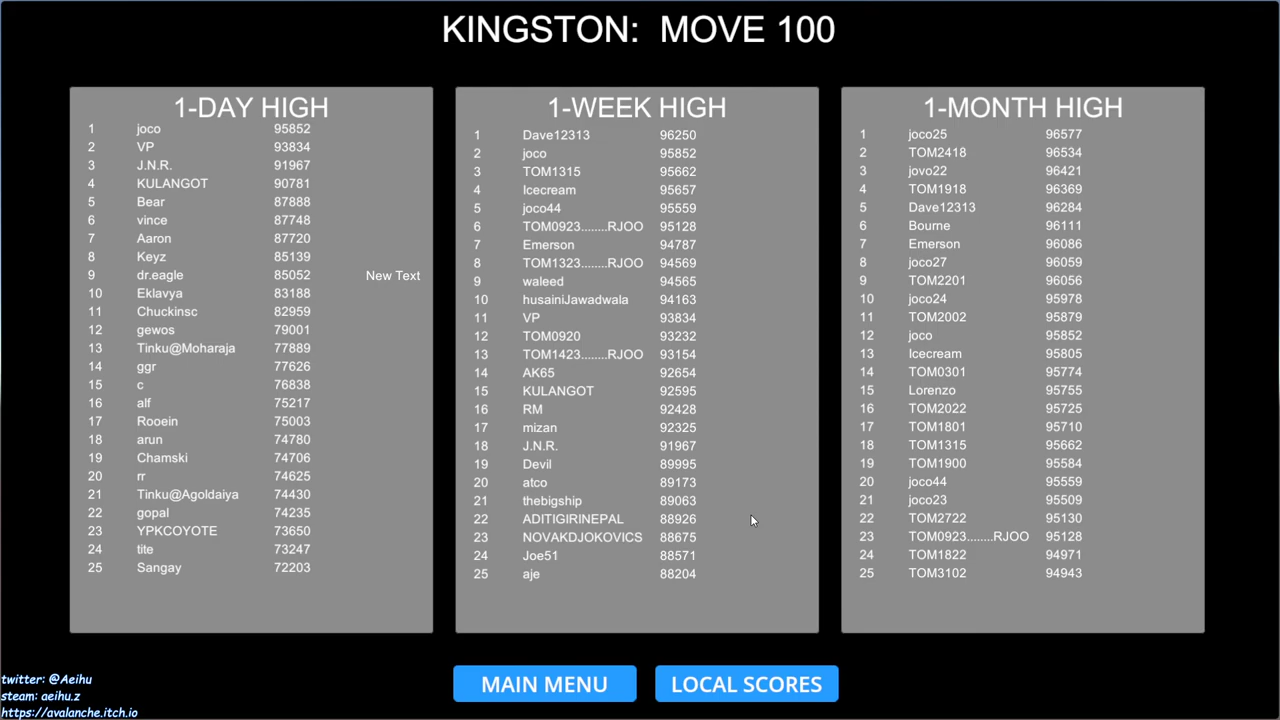 KINGSTON: MOVE 100
1-DAY HIGH
1 joco 95852
2 VP 93834
3 J.N.R. 91967
4 KULANGOT 90781
5 Bear 87888
6 vince 87748
7 Aaron 87720
8 Keyz 85139
9 dr.eagle 85052 New Text
10 Eklavya 83188
11 Chuckinsc 82959
12 gewos 79001
13 Tinku@Moharaja 77889
14 ggr 77626
15 c 76838
16 alf 75217
17 Rooein 75003
18 arun 74780
19 Chamski 74706
20 rr 74625
21 Tinku@Agoldaiya 74430
22 gopal 74235
23 YPKCOYOTE 73650
24 tite 73247
25 Sangay 72203
1-WEEK HIGH
1 Dave12313 96250
2 joco 95852
3 TOM1315 95662
4 Icecream 95657
5 joco44 95559
6 TOM0923........RJOO 95128
7 Emerson 94787
8 TOM1323........RJOO 94569
9 waleed 94565
10 husainiJawadwala 94163
11 VP 93834
12 TOM0920 93232
13 TOM1423........RJOO 93154
14 AK65 92654
15 KULANGOT 92595
16 RM 92428
17 mizan 92325
18 J.N.R. 91967
19 Devil 89995
20 atco 89173
21 thebigship 89063
22 ADITIGIRINEPAL 88926
23 NOVAKDJOKOVICS 88675
24 Joe51 88571
25 aje 88204
1-MONTH HIGH
1 joco25 96577
2 TOM2418 96534
3 jovo22 96421
4 TOM1918 96369
5 Dave12313 96284
6 Bourne 96111
7 Emerson 96086
8 joco27 96059
9 TOM2201 96056
10 joco24 95978
11 TOM2002 95879
12 joco 95852
13 Icecream 95805
14 TOM0301 95774
15 Lorenzo 95755
16 TOM2022 95725
17 TOM1801 95710
18 TOM1315 95662
19 TOM1900 95584
20 joco44 95559
21 joco23 95509
22 TOM2722 95130
23 TOM0923........RJOO 95128
24 TOM1822 94971
25 TOM3102 94943
MAIN MENU
LOCAL SCORES
twitter: @Aeihu
steam: aeihu.z
https://avalanche.itch.io